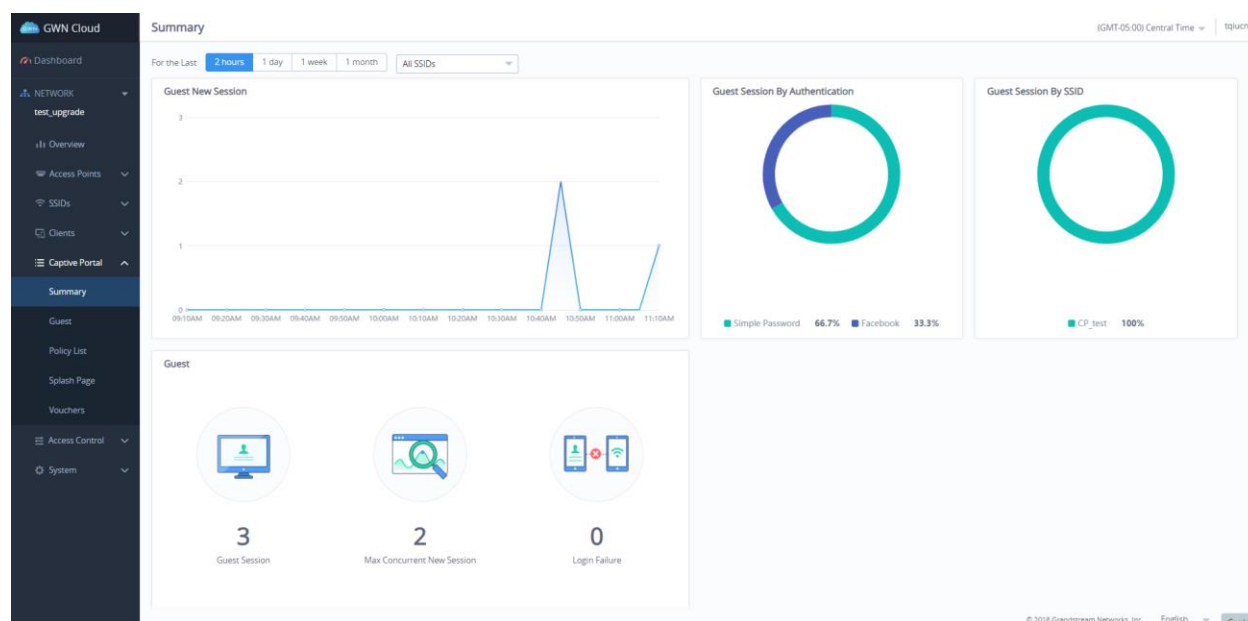 GWN Cloud
Summary
(GMT-05:00) Central Time
tqiucn
Dashboard
For the Last 2 hours 1 day 1 week 1 month All SSIDs
NETWORK
test_upgrade
Overview
Access Points
SSIDs
Clients
Captive Portal
Summary
Guest
Policy List
Splash Page
Vouchers
Access Control
System
Guest New Session
3
2
1
0
09:10AM 09:20AM 09:30AM 09:40AM 09:50AM 10:00AM 10:10AM 10:20AM 10:30AM 10:40AM 10:50AM 11:00AM 11:10AM
Guest Session By Authentication
Simple Password 66.7% Facebook 33.3%
Guest Session By SSID
CP_test 100%
Guest
3
Guest Session
2
Max Concurrent New Session
0
Login Failure
© 2018 Grandstream Networks, Inc. English